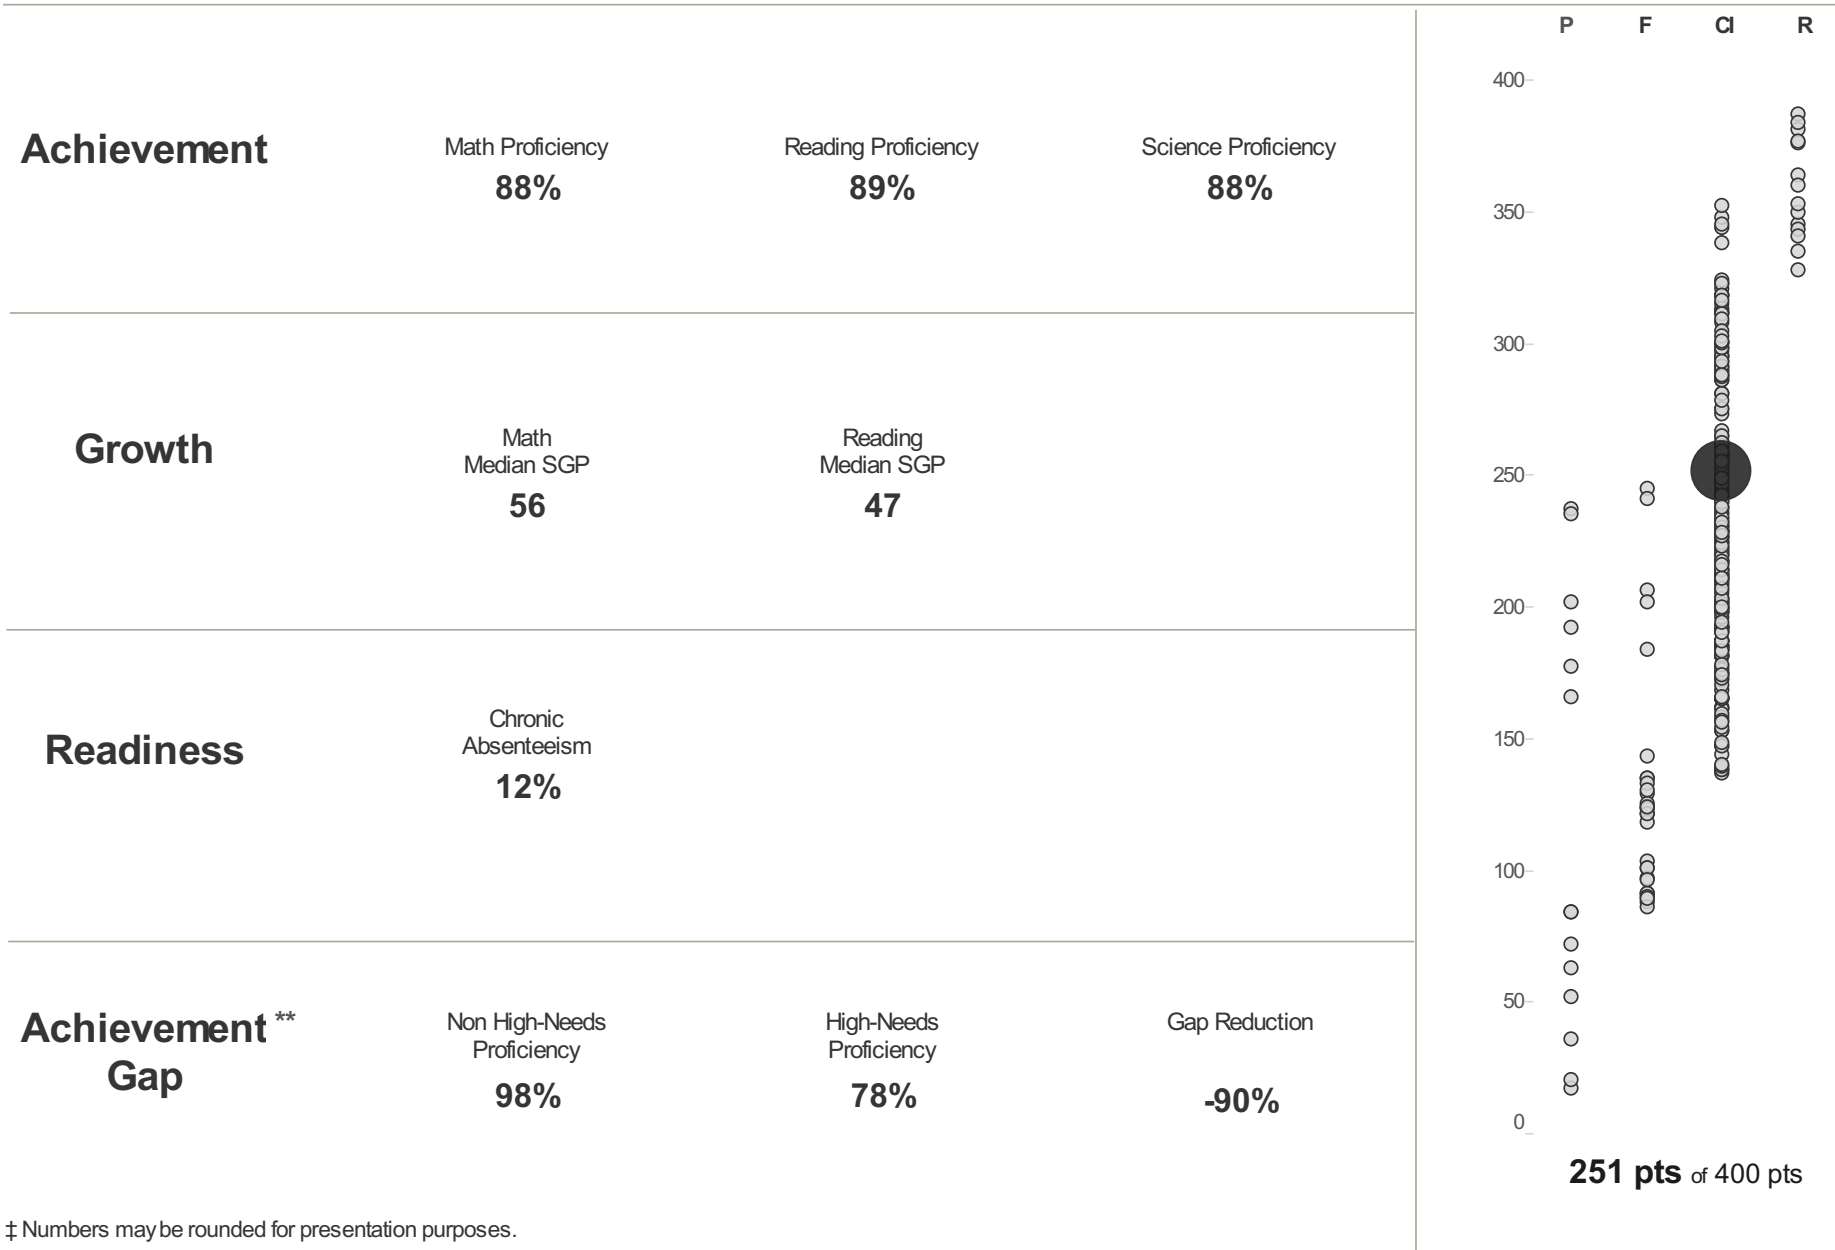 P F CI R
400
350
300
250
200
150
100
50
0
Achievement
Math Proficiency
88%
Reading Proficiency
89%
Science Proficiency
88%
Growth
Math
Median SGP
56
Reading
Median SGP
47
Readiness
Chronic
Absenteeism
12%
Achievement **
Gap
Non High-Needs
Proficiency
98%
High-Needs
Proficiency
78%
Gap Reduction
-90%
251 pts of 400 pts
‡ Numbers may be rounded for presentation purposes.